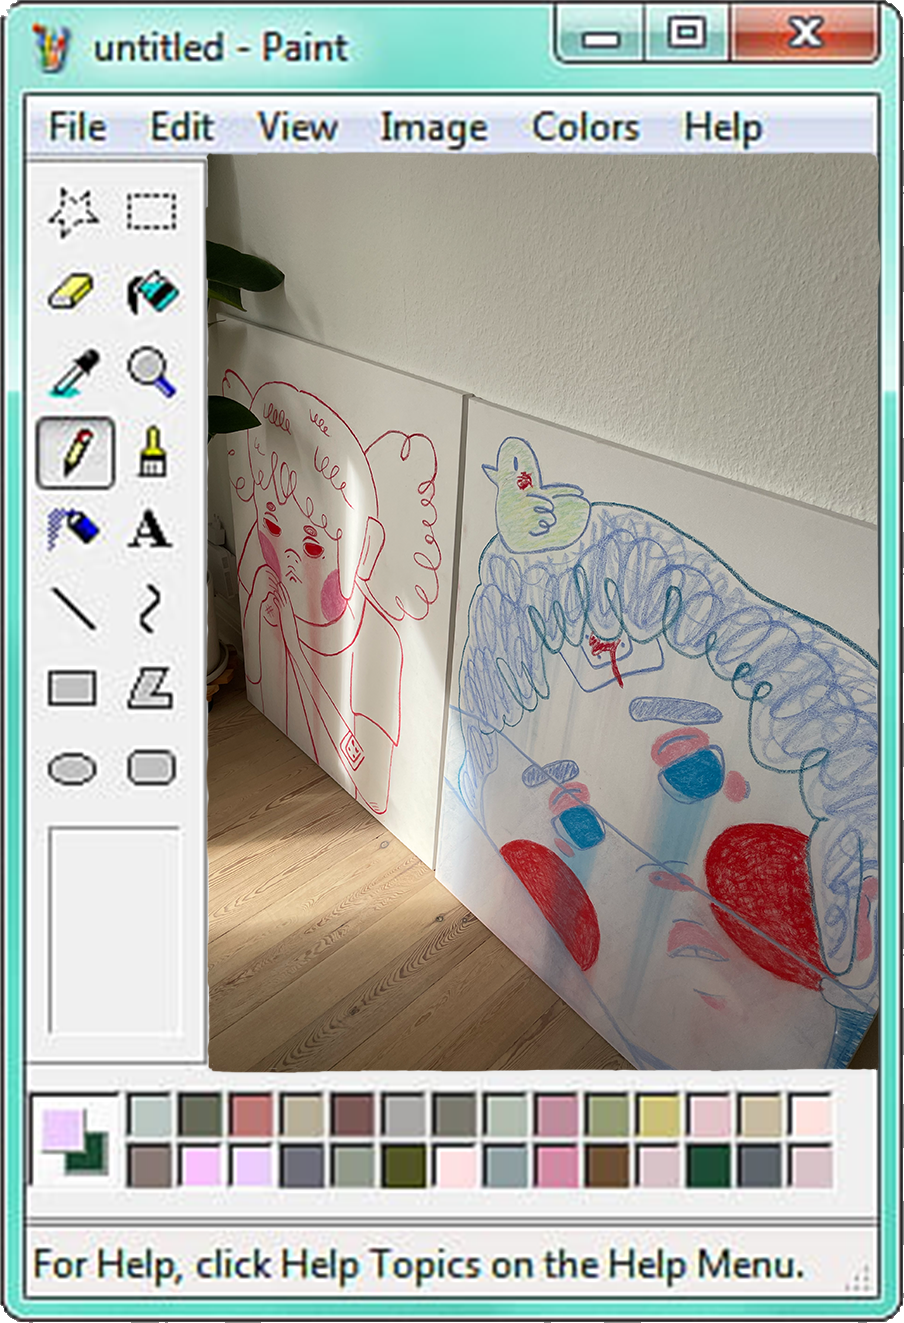 untitled - Paint
File Edit View Image Colors Help
A
For Help, click Help Topics on the Help Menu.